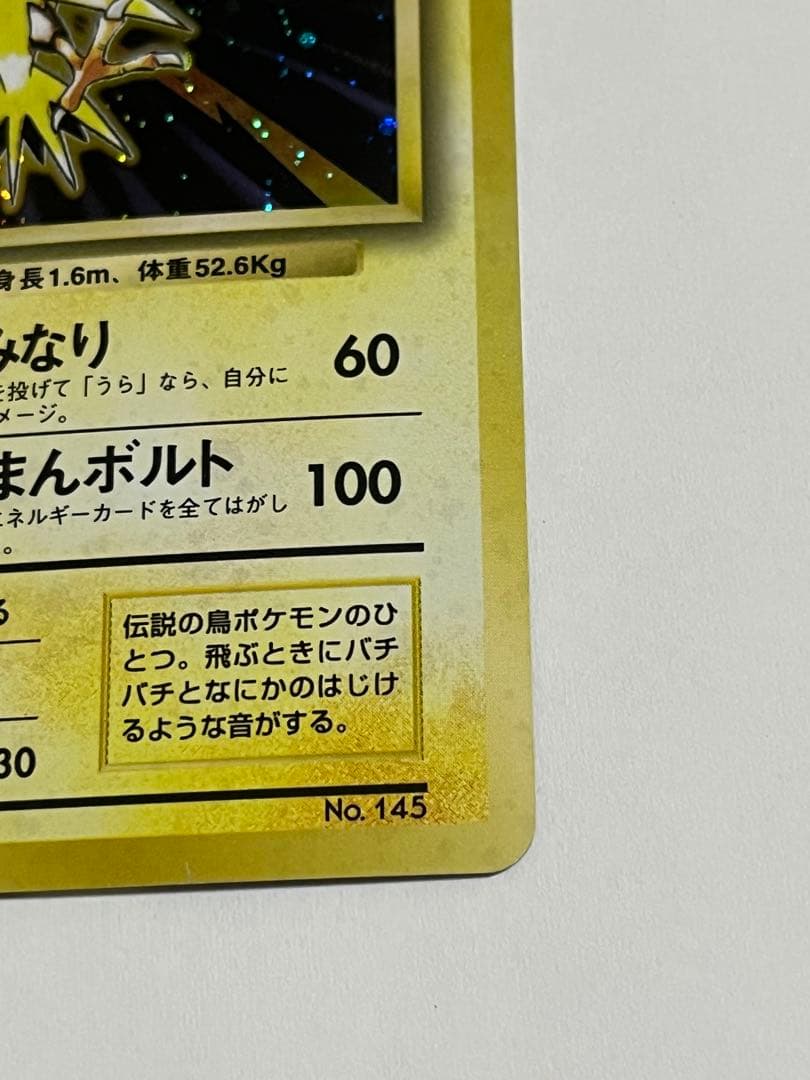 身長1.6m、体重52.6Kg
みなり 60
を投げて「うら」なら、自分に
メージ。
まんボルト 100
エネルギーカードを全てはがし
。
伝説の鳥ポケモンのひ
とつ。飛ぶときにバチ
バチとなにかのはじけ
るような音がする。
30
No. 145